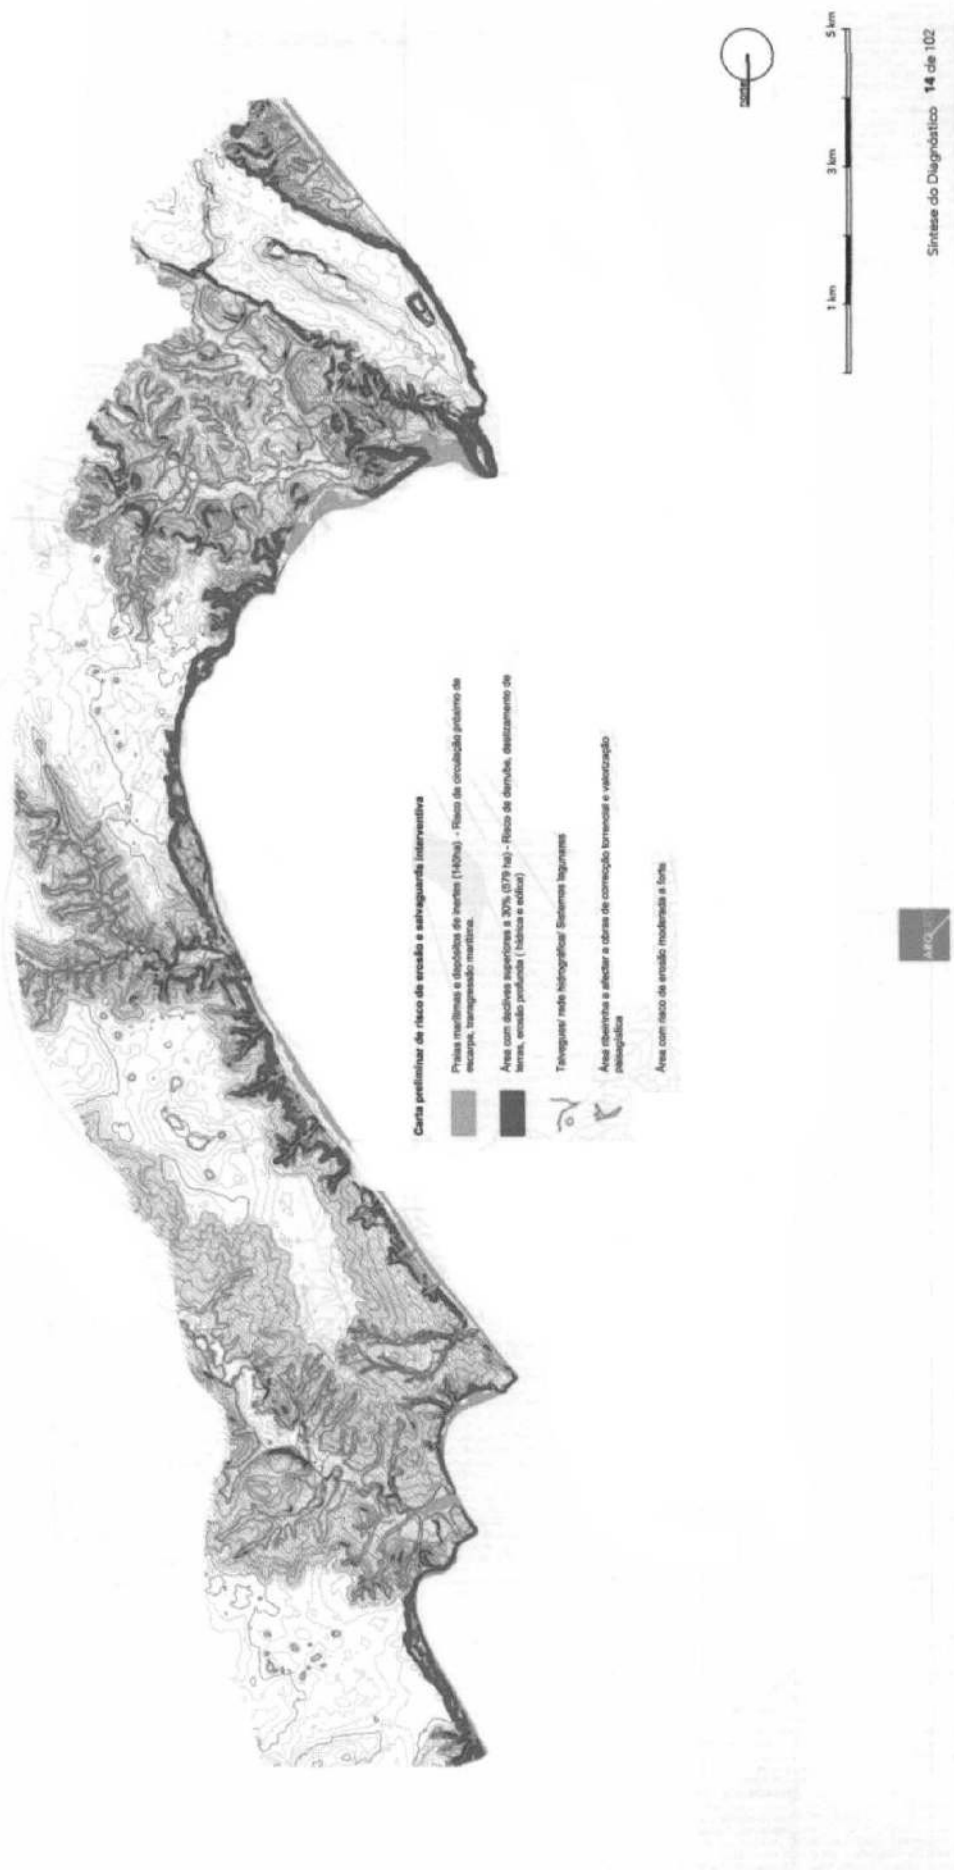 Carta preliminar de risco de erosão e salvaguarda interventiva
Praias marítimas e depósitos de inertes (140ha) - Risco de circulação próximo de
escarpa, transgressão marítima.
Área com declives superiores a 30% (579 ha) - Risco de derrube, deslizamento de
terras, erosão profunda ( hídrica e eólica)
Talvegues/ rede hidrográfica/ Sistemas lagunares
Área ribeirinha a afectar a obras de correcção torrencial e valorização
paisagística
Área com risco de erosão moderada a forte
norte
1 km
3 km
5 km
Síntese do Diagnóstico 14 de 102